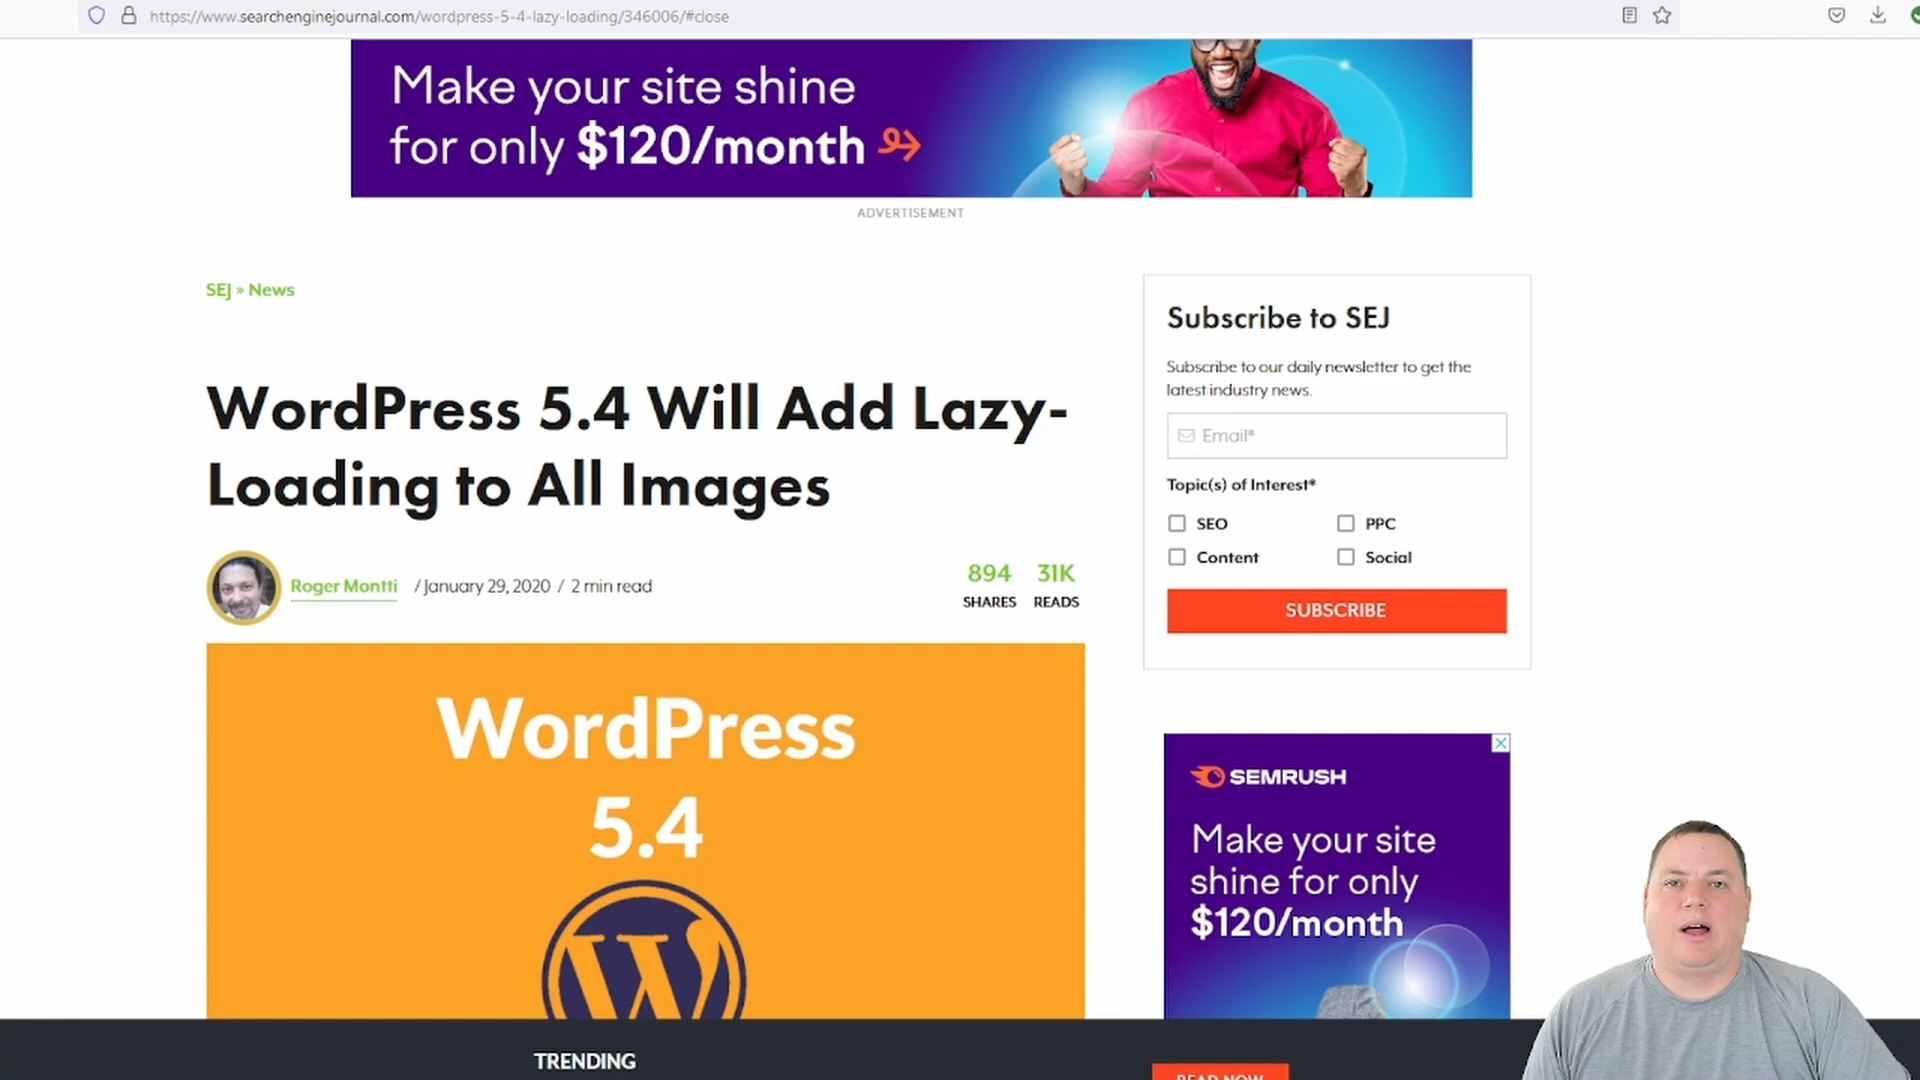 https://www.searchenginejournal.com/wordpress-5-4-lazy-loading/346006/#close
Make your site shine
for only $120/month
ADVERTISEMENT
SEJ » News
WordPress 5.4 Will Add Lazy-
Loading to All Images
Roger Montti / January 29, 2020 / 2 min read
894 31K
SHARES READS
WordPress
5.4
Subscribe to SEJ
Subscribe to our daily newsletter to get the
latest industry news.
Email*
Topic(s) of Interest*
SEO PPC
Content Social
SUBSCRIBE
SEMRUSH
Make your site
shine for only
$120/month
TRENDING
READ NOW